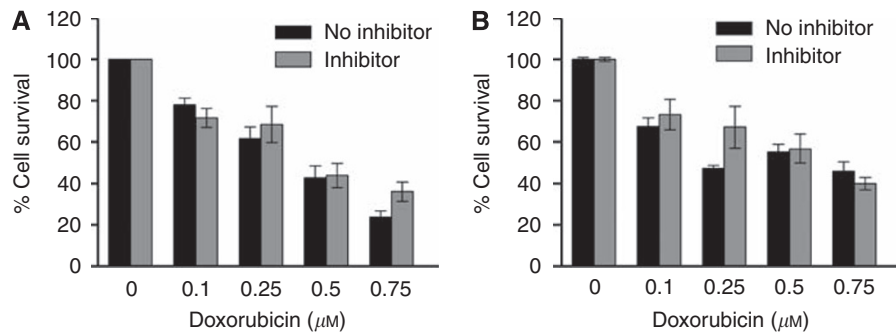 A
% Cell survival
120
100
80
60
40
20
0
No inhibitor
Inhibitor
0 0.1 0.25 0.5 0.75
Doxorubicin (μM)
B
% Cell survival
120
100
80
60
40
20
0
No inhibitor
Inhibitor
0 0.1 0.25 0.5 0.75
Doxorubicin (μM)